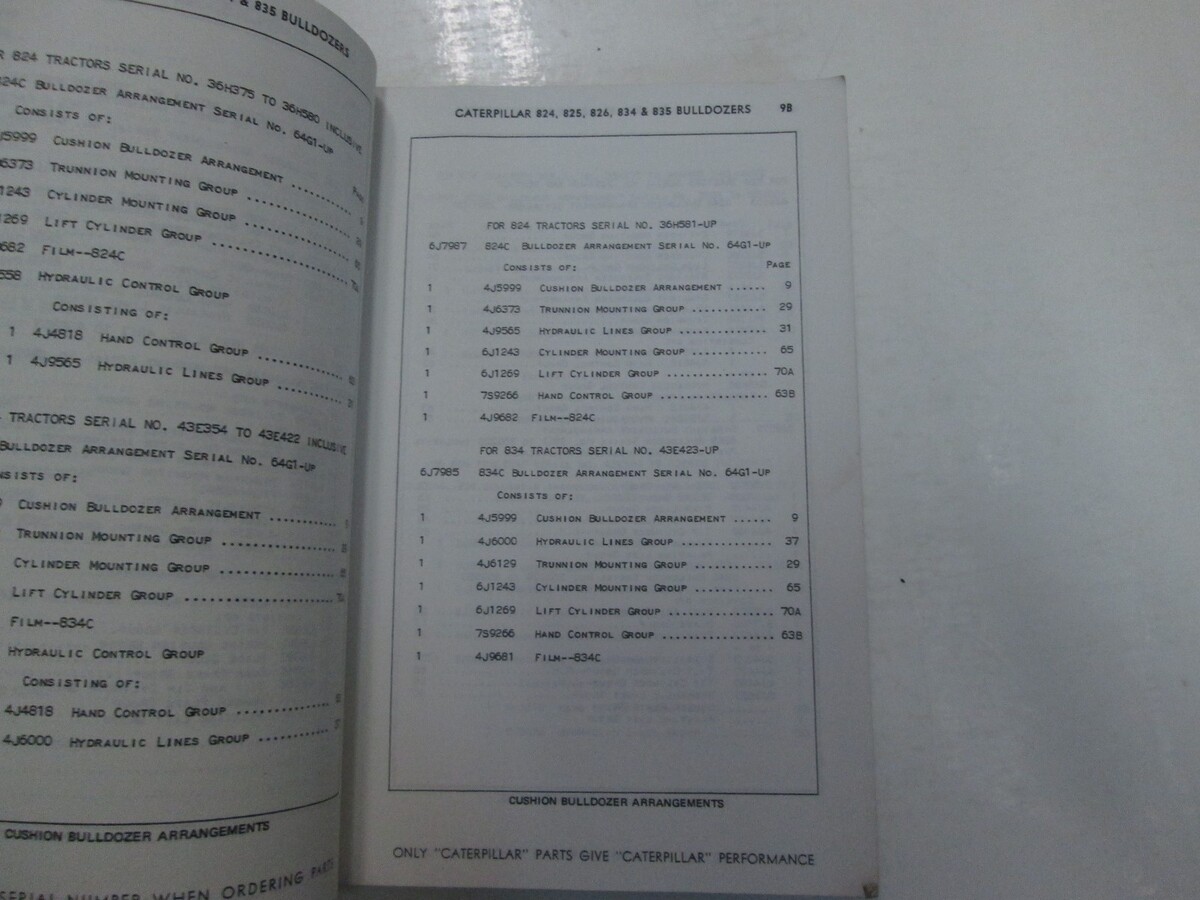 & 835 BULLDOZERS
824 TRACTORS SERIAL NO. 36H375 TO 36H580 INCLUSIVE
824C BULLDOZER ARRANGEMENT SERIAL NO. 64G1-UP
CONSISTS OF:
PAGE
J5999 CUSHION BULLDOZER ARRANGEMENT ..........
6373 TRUNNION MOUNTING GROUP ................
1243 CYLINDER MOUNTING GROUP ................
1269 LIFT CYLINDER GROUP ....................
682 FILM--824C
558 HYDRAULIC CONTROL GROUP
CONSISTING OF:
1 4J4818 HAND CONTROL GROUP ..............
1 4J9565 HYDRAULIC LINES GROUP ...........
TRACTORS SERIAL NO. 43E354 TO 43E422 INCLUSIVE
BULLDOZER ARRANGEMENT SERIAL NO. 64G1-UP
CONSISTS OF:
CUSHION BULLDOZER ARRANGEMENT ..........
TRUNNION MOUNTING GROUP ................
CYLINDER MOUNTING GROUP ................
LIFT CYLINDER GROUP ....................
FILM--834C
HYDRAULIC CONTROL GROUP
CONSISTING OF:
4J4818 HAND CONTROL GROUP ..............
4J6000 HYDRAULIC LINES GROUP ...........
CUSHION BULLDOZER ARRANGEMENTS
SERIAL NUMBER WHEN ORDERING PARTS
CATERPILLAR 824, 825, 826, 834 & 835 BULLDOZERS 9B
FOR 824 TRACTORS SERIAL NO. 36H581-UP
6J7987 824C BULLDOZER ARRANGEMENT SERIAL NO. 64G1-UP
CONSISTS OF: PAGE
1 4J5999 CUSHION BULLDOZER ARRANGEMENT ...... 9
1 4J6373 TRUNNION MOUNTING GROUP ............ 29
1 4J9565 HYDRAULIC LINES GROUP .............. 31
1 6J1243 CYLINDER MOUNTING GROUP ............ 65
1 6J1269 LIFT CYLINDER GROUP ................ 70A
1 7S9266 HAND CONTROL GROUP ................. 63B
1 4J9682 FILM--824C
FOR 834 TRACTORS SERIAL NO. 43E423-UP
6J7985 834C BULLDOZER ARRANGEMENT SERIAL NO. 64G1-UP
CONSISTS OF:
1 4J5999 CUSHION BULLDOZER ARRANGEMENT ...... 9
1 4J6000 HYDRAULIC LINES GROUP .............. 37
1 4J6129 TRUNNION MOUNTING GROUP ............ 29
1 6J1243 CYLINDER MOUNTING GROUP ............ 65
1 6J1269 LIFT CYLINDER GROUP ................ 70A
1 7S9266 HAND CONTROL GROUP ................. 63B
1 4J9681 FILM--834C
CUSHION BULLDOZER ARRANGEMENTS
ONLY "CATERPILLAR" PARTS GIVE "CATERPILLAR" PERFORMANCE